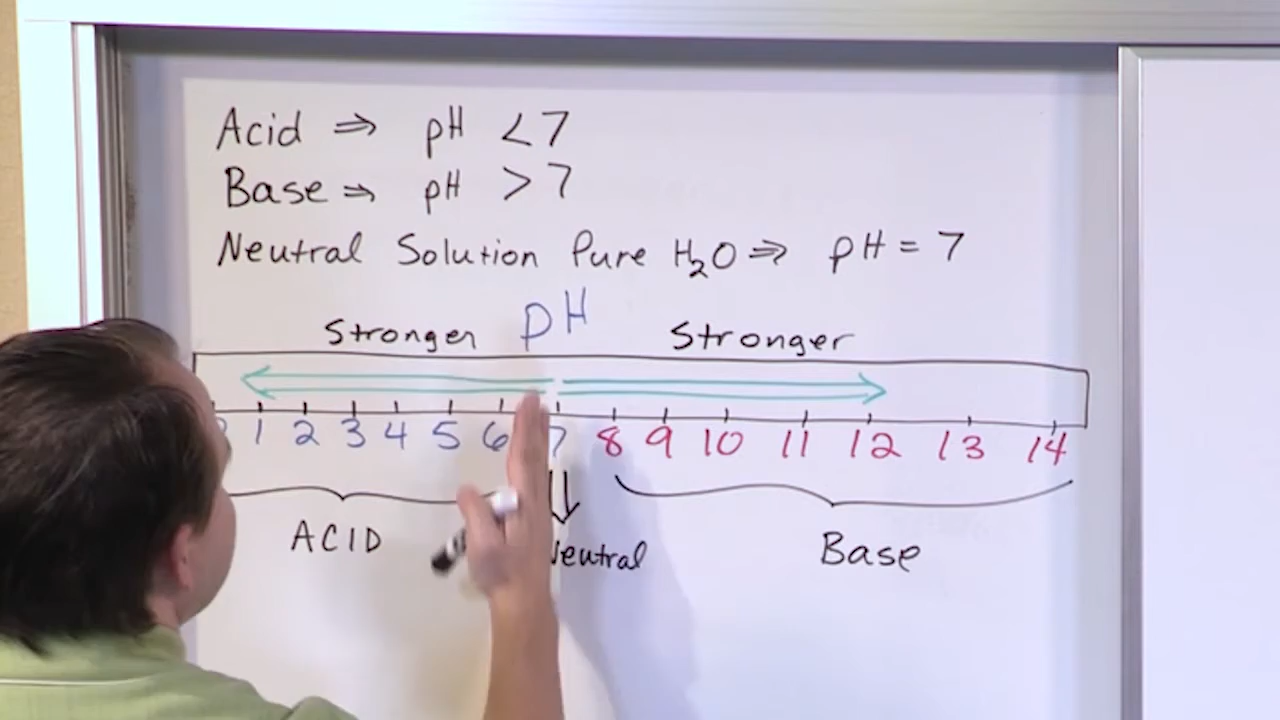 Acid ⇒ pH < 7
Base ⇒ pH > 7
Neutral Solution Pure H₂O ⇒ pH = 7
pH
Stronger Stronger
1 2 3 4 5 6 7 8 9 10 11 12 13 14
ACID Neutral Base